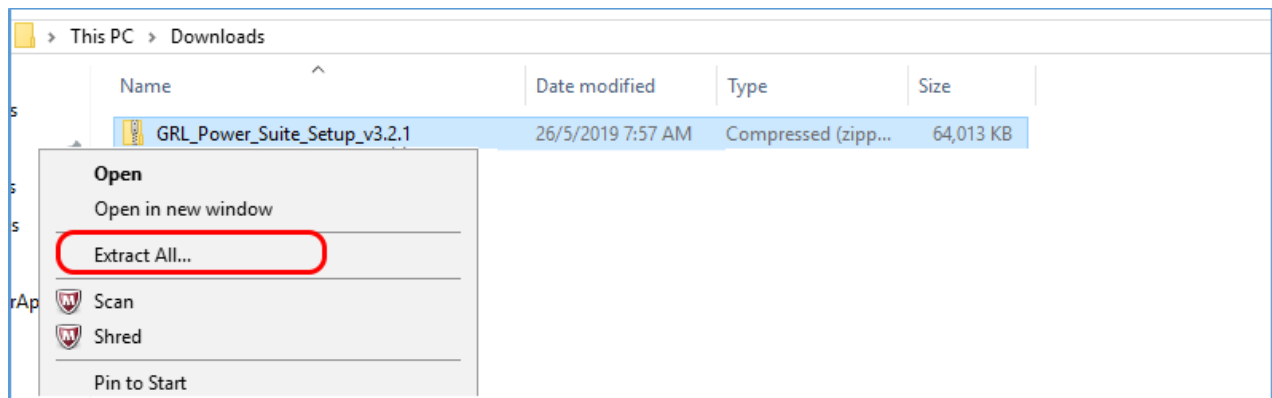 This PC > Downloads
Name Date modified Type Size
s
GRL_Power_Suite_Setup_v3.2.1 26/5/2019 7:57 AM Compressed (zipp... 64,013 KB
Open
s
Open in new window
s
Extract All...
rAp
Scan
Shred
Pin to Start